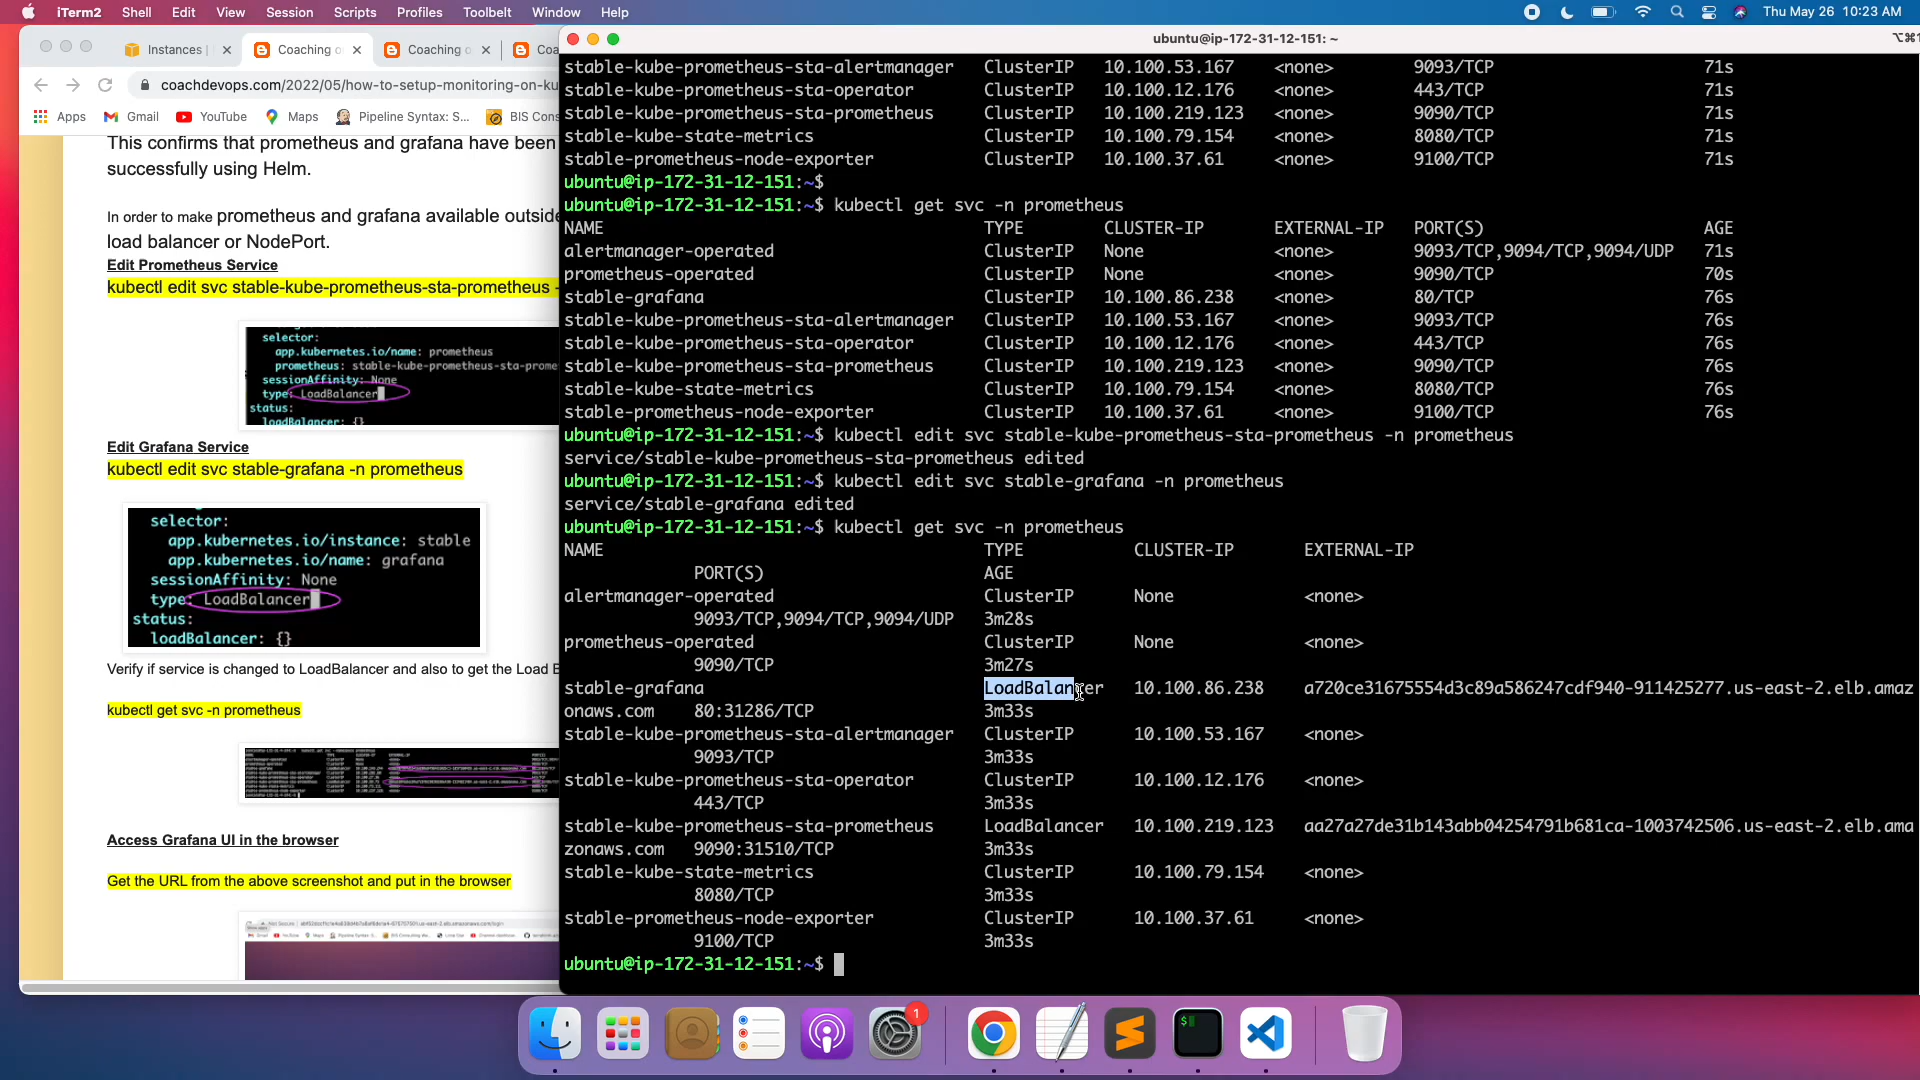 iTerm2 Shell Edit View Session Scripts Profiles Toolbelt Window Help Thu May 26 10:23 AM
Instances | Coaching o Coaching o Coa
coachdevops.com/2022/05/how-to-setup-monitoring-on-ku
Apps Gmail YouTube Maps Pipeline Syntax: S... BIS Cons
This confirms that prometheus and grafana have been
successfully using Helm.
In order to make prometheus and grafana available outside
load balancer or NodePort.
Edit Prometheus Service
kubectl edit svc stable-kube-prometheus-sta-prometheus -
selector:
app.kubernetes.io/name: prometheus
prometheus: stable-kube-prometheus-sta-prome
sessionAffinity: None
type: LoadBalancer
status:
loadBalancer: {}
Edit Grafana Service
kubectl edit svc stable-grafana -n prometheus
selector:
app.kubernetes.io/instance: stable
app.kubernetes.io/name: grafana
sessionAffinity: None
type: LoadBalancer
status:
loadBalancer: {}
Verify if service is changed to LoadBalancer and also to get the Load B
kubectl get svc -n prometheus
Access Grafana UI in the browser
Get the URL from the above screenshot and put in the browser
ubuntu@ip-172-31-12-151: ~
⌥⌘1
stable-kube-prometheus-sta-alertmanager ClusterIP 10.100.53.167 <none> 9093/TCP 71s
stable-kube-prometheus-sta-operator ClusterIP 10.100.12.176 <none> 443/TCP 71s
stable-kube-prometheus-sta-prometheus ClusterIP 10.100.219.123 <none> 9090/TCP 71s
stable-kube-state-metrics ClusterIP 10.100.79.154 <none> 8080/TCP 71s
stable-prometheus-node-exporter ClusterIP 10.100.37.61 <none> 9100/TCP 71s
ubuntu@ip-172-31-12-151:~$
ubuntu@ip-172-31-12-151:~$ kubectl get svc -n prometheus
NAME TYPE CLUSTER-IP EXTERNAL-IP PORT(S) AGE
alertmanager-operated ClusterIP None <none> 9093/TCP,9094/TCP,9094/UDP 71s
prometheus-operated ClusterIP None <none> 9090/TCP 70s
stable-grafana ClusterIP 10.100.86.238 <none> 80/TCP 76s
stable-kube-prometheus-sta-alertmanager ClusterIP 10.100.53.167 <none> 9093/TCP 76s
stable-kube-prometheus-sta-operator ClusterIP 10.100.12.176 <none> 443/TCP 76s
stable-kube-prometheus-sta-prometheus ClusterIP 10.100.219.123 <none> 9090/TCP 76s
stable-kube-state-metrics ClusterIP 10.100.79.154 <none> 8080/TCP 76s
stable-prometheus-node-exporter ClusterIP 10.100.37.61 <none> 9100/TCP 76s
ubuntu@ip-172-31-12-151:~$ kubectl edit svc stable-kube-prometheus-sta-prometheus -n prometheus
service/stable-kube-prometheus-sta-prometheus edited
ubuntu@ip-172-31-12-151:~$ kubectl edit svc stable-grafana -n prometheus
service/stable-grafana edited
ubuntu@ip-172-31-12-151:~$ kubectl get svc -n prometheus
NAME TYPE CLUSTER-IP EXTERNAL-IP
PORT(S) AGE
alertmanager-operated ClusterIP None <none>
9093/TCP,9094/TCP,9094/UDP 3m28s
prometheus-operated ClusterIP None <none>
9090/TCP 3m27s
stable-grafana LoadBalancer 10.100.86.238 a720ce31675554d3c89a586247cdf940-911425277.us-east-2.elb.amaz
onaws.com 80:31286/TCP 3m33s
stable-kube-prometheus-sta-alertmanager ClusterIP 10.100.53.167 <none>
9093/TCP 3m33s
stable-kube-prometheus-sta-operator ClusterIP 10.100.12.176 <none>
443/TCP 3m33s
stable-kube-prometheus-sta-prometheus LoadBalancer 10.100.219.123 aa27a27de31b143abb04254791b681ca-1003742506.us-east-2.elb.ama
zonaws.com 9090:31510/TCP 3m33s
stable-kube-state-metrics ClusterIP 10.100.79.154 <none>
8080/TCP 3m33s
stable-prometheus-node-exporter ClusterIP 10.100.37.61 <none>
9100/TCP 3m33s
ubuntu@ip-172-31-12-151:~$
1
$